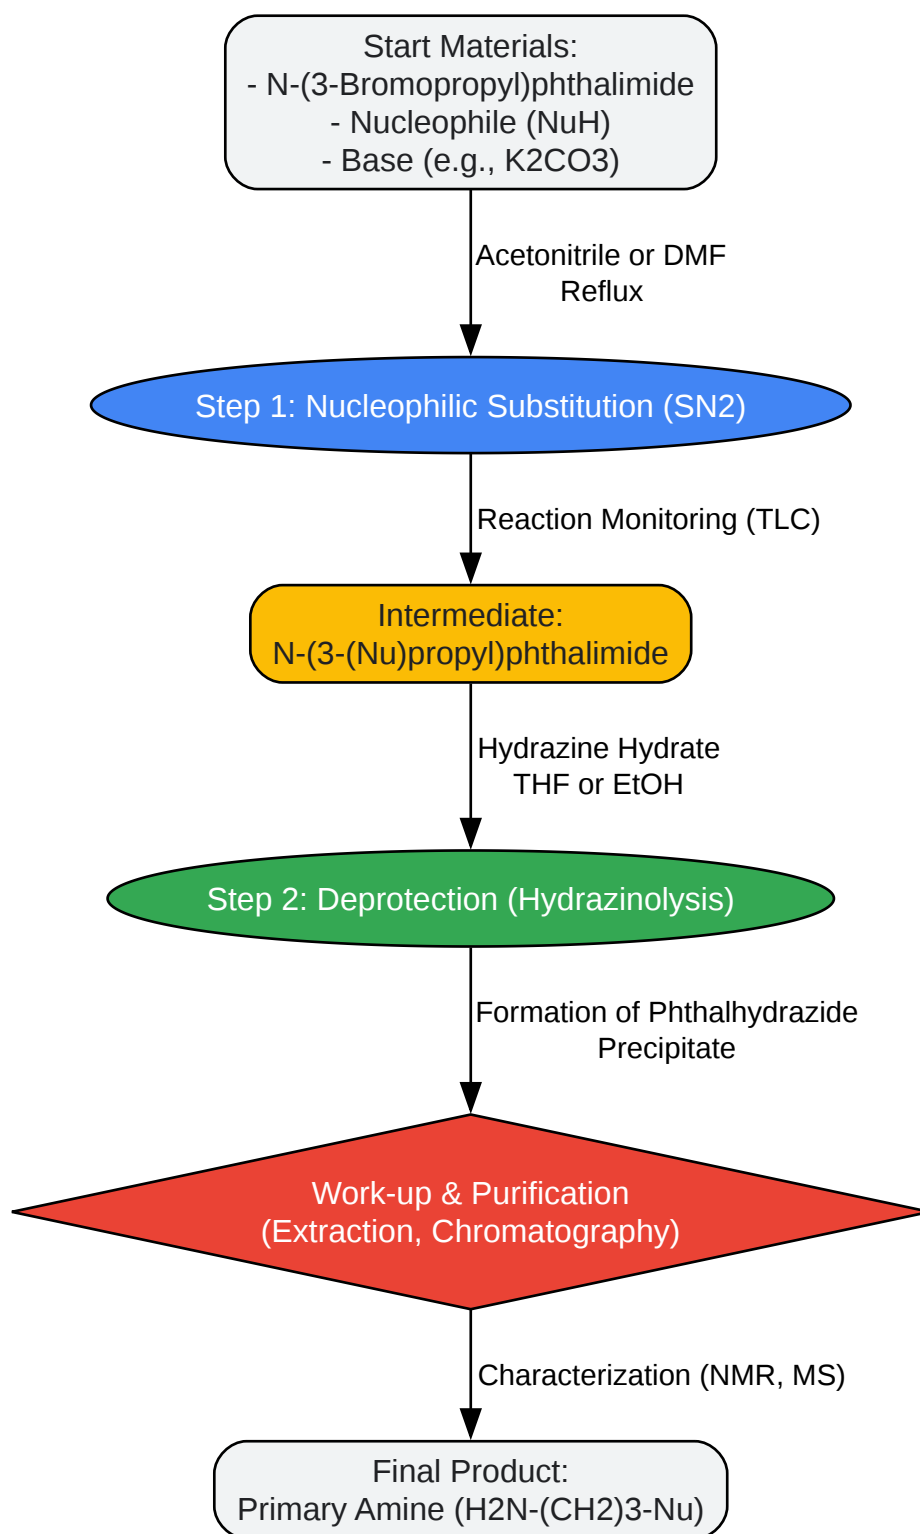 Start Materials:
- N-(3-Bromopropyl)phthalimide
- Nucleophile (NuH)
- Base (e.g., K2CO3)
Acetonitrile or DMF
Reflux
Step 1: Nucleophilic Substitution (SN2)
Reaction Monitoring (TLC)
Intermediate:
N-(3-(Nu)propyl)phthalimide
Hydrazine Hydrate
THF or EtOH
Step 2: Deprotection (Hydrazinolysis)
Formation of Phthalhydrazide
Precipitate
Work-up & Purification
(Extraction, Chromatography)
Characterization (NMR, MS)
Final Product:
Primary Amine (H2N-(CH2)3-Nu)